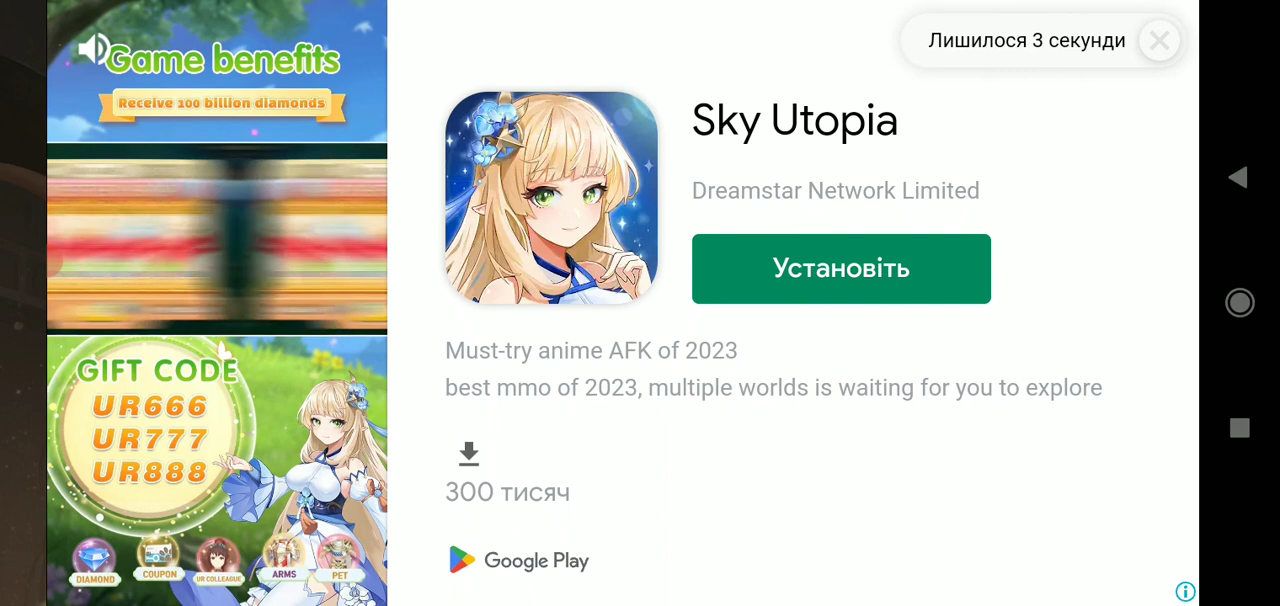 Game benefits
Receive 100 billion diamonds
GIFT CODE
UR666
UR777
UR888
DIAMOND
COUPON
UR COLLEAGUE
ARMS
PET
Лишилося 3 секунди
Sky Utopia
Dreamstar Network Limited
Установіть
Must-try anime AFK of 2023
best mmo of 2023, multiple worlds is waiting for you to explore
300 тисяч
Google Play